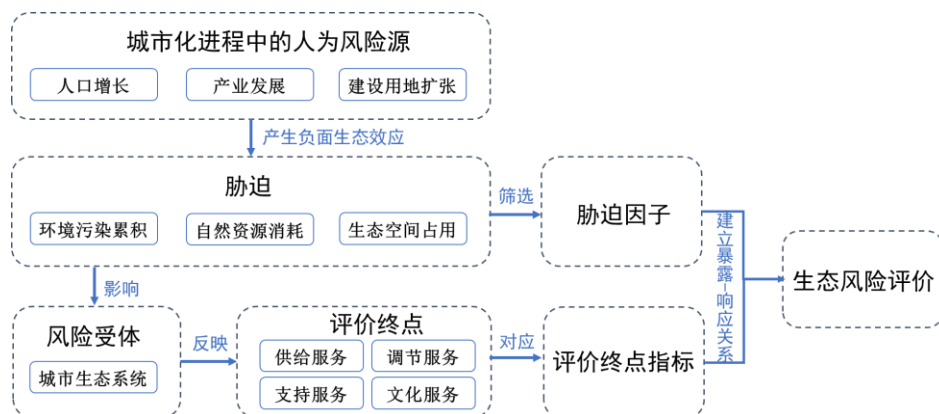 城市化进程中的人为风险源
人口增长
产业发展
建设用地扩张
产生负面生态效应
胁迫
环境污染累积
自然资源消耗
生态空间占用
筛选
胁迫因子
影响
风险受体
城市生态系统
反映
评价终点
供给服务
调节服务
支持服务
文化服务
对应
评价终点指标
建立暴露-响应关系
生态风险评价